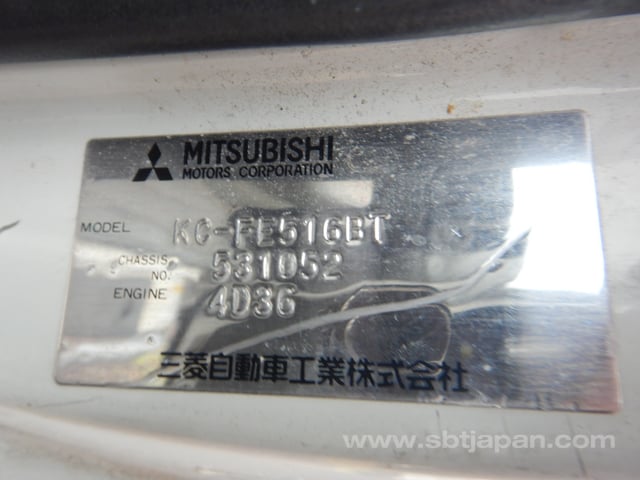 MITSUBISHI
MOTORS CORPORATION
MODEL KC-FE516BT
CHASSIS NO. 531052
ENGINE 4D36
三菱自動車工業株式会社
www.sbtjapan.com